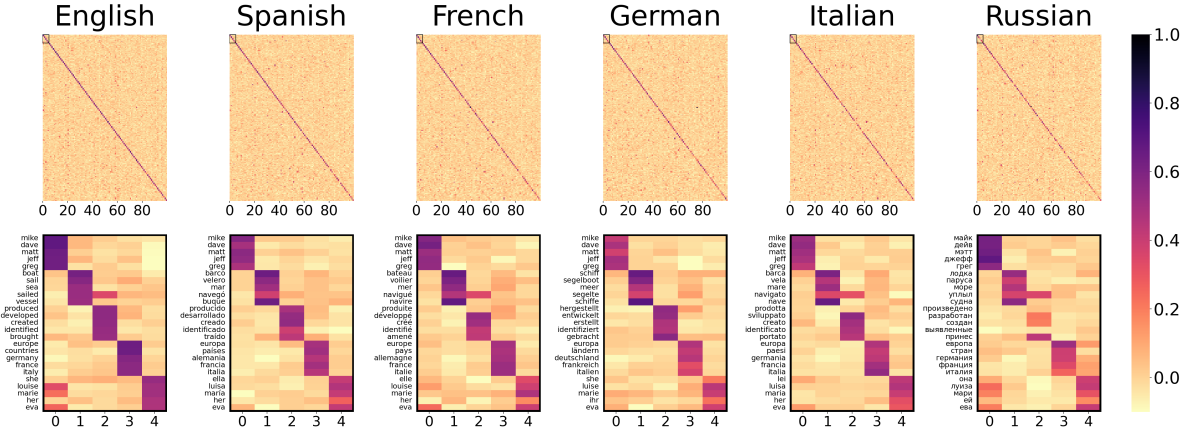 English Spanish French German Italian Russian
0 20 40 60 80
0 20 40 60 80
0 20 40 60 80
0 20 40 60 80
0 20 40 60 80
0 20 40 60 80
mike
dave
matt
jeff
greg
boat
sail
sea
sailed
vessel
produced
developed
created
identified
brought
europe
countries
germany
france
italy
she
louise
marie
her
eva
0 1 2 3 4
mike
dave
matt
jeff
greg
barco
velero
mar
navegó
buque
producido
desarrollado
creado
identificado
traído
europa
países
alemania
francia
italia
ella
luisa
maria
her
eva
0 1 2 3 4
mike
dave
matt
jeff
greg
bateau
voilier
mer
navigué
navire
produite
développé
créé
identifié
amené
europe
pays
allemagne
france
italie
elle
louise
marie
her
eva
0 1 2 3 4
mike
dave
matt
jeff
greg
schiff
segelboot
meer
segelte
schiffe
hergestellt
entwickelt
erstellt
identifiziert
gebracht
europa
ländern
deutschland
frankreich
italien
she
luise
marie
ihr
eva
0 1 2 3 4
mike
dave
matt
jeff
greg
barca
vela
mare
navigato
nave
prodotta
sviluppato
creato
identificato
portato
europa
paesi
germania
francia
italia
lei
luisa
marie
her
eva
0 1 2 3 4
майк
дейв
мэтт
джефф
грег
лодка
паруса
море
уплыл
судна
произведено
разработан
создан
выявленные
принес
европа
стран
германия
франция
италия
она
луиза
мари
ей
ева
0 1 2 3 4
1.0
0.8
0.6
0.4
0.2
0.0